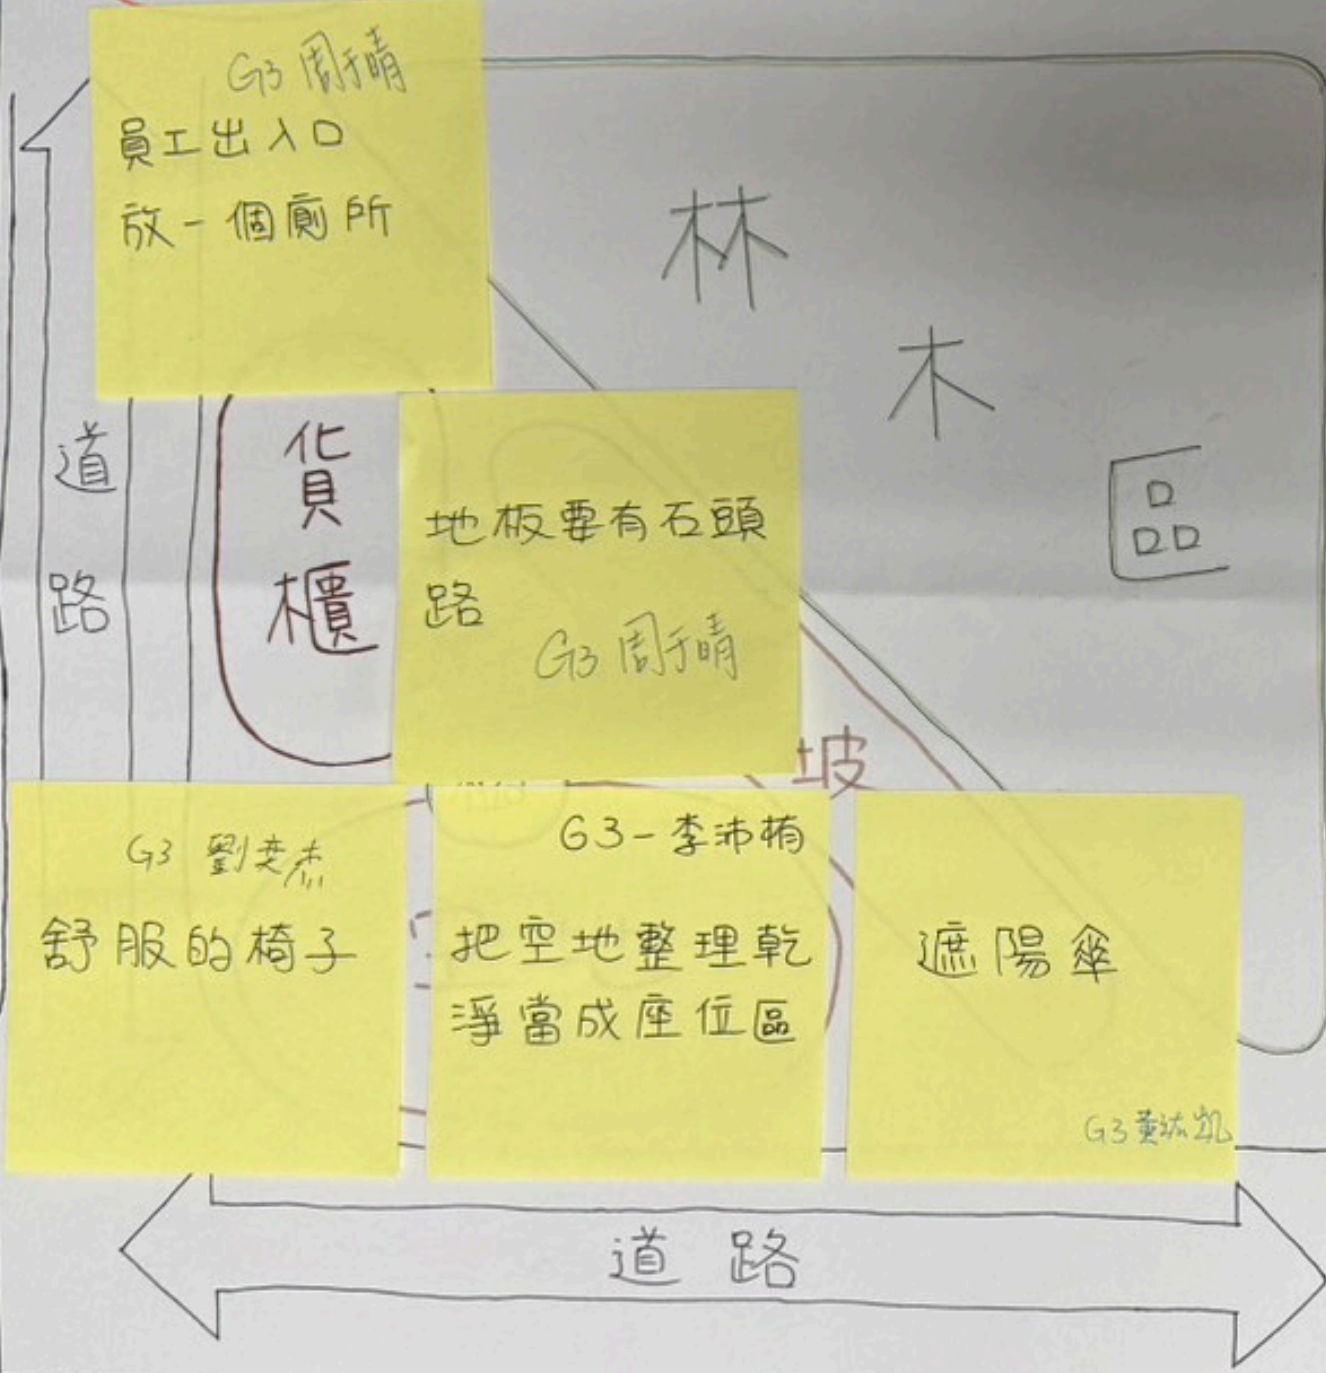 G3 周于晴
員工出入口
放一個廁所
林木區
道路
貨櫃
地板要有石頭
路
G3 周于晴
坡
G3 劉奕杰
舒服的椅子
G3-李沛栯
把空地整理乾
淨當成座位區
遮陽傘
G3 黃
道路